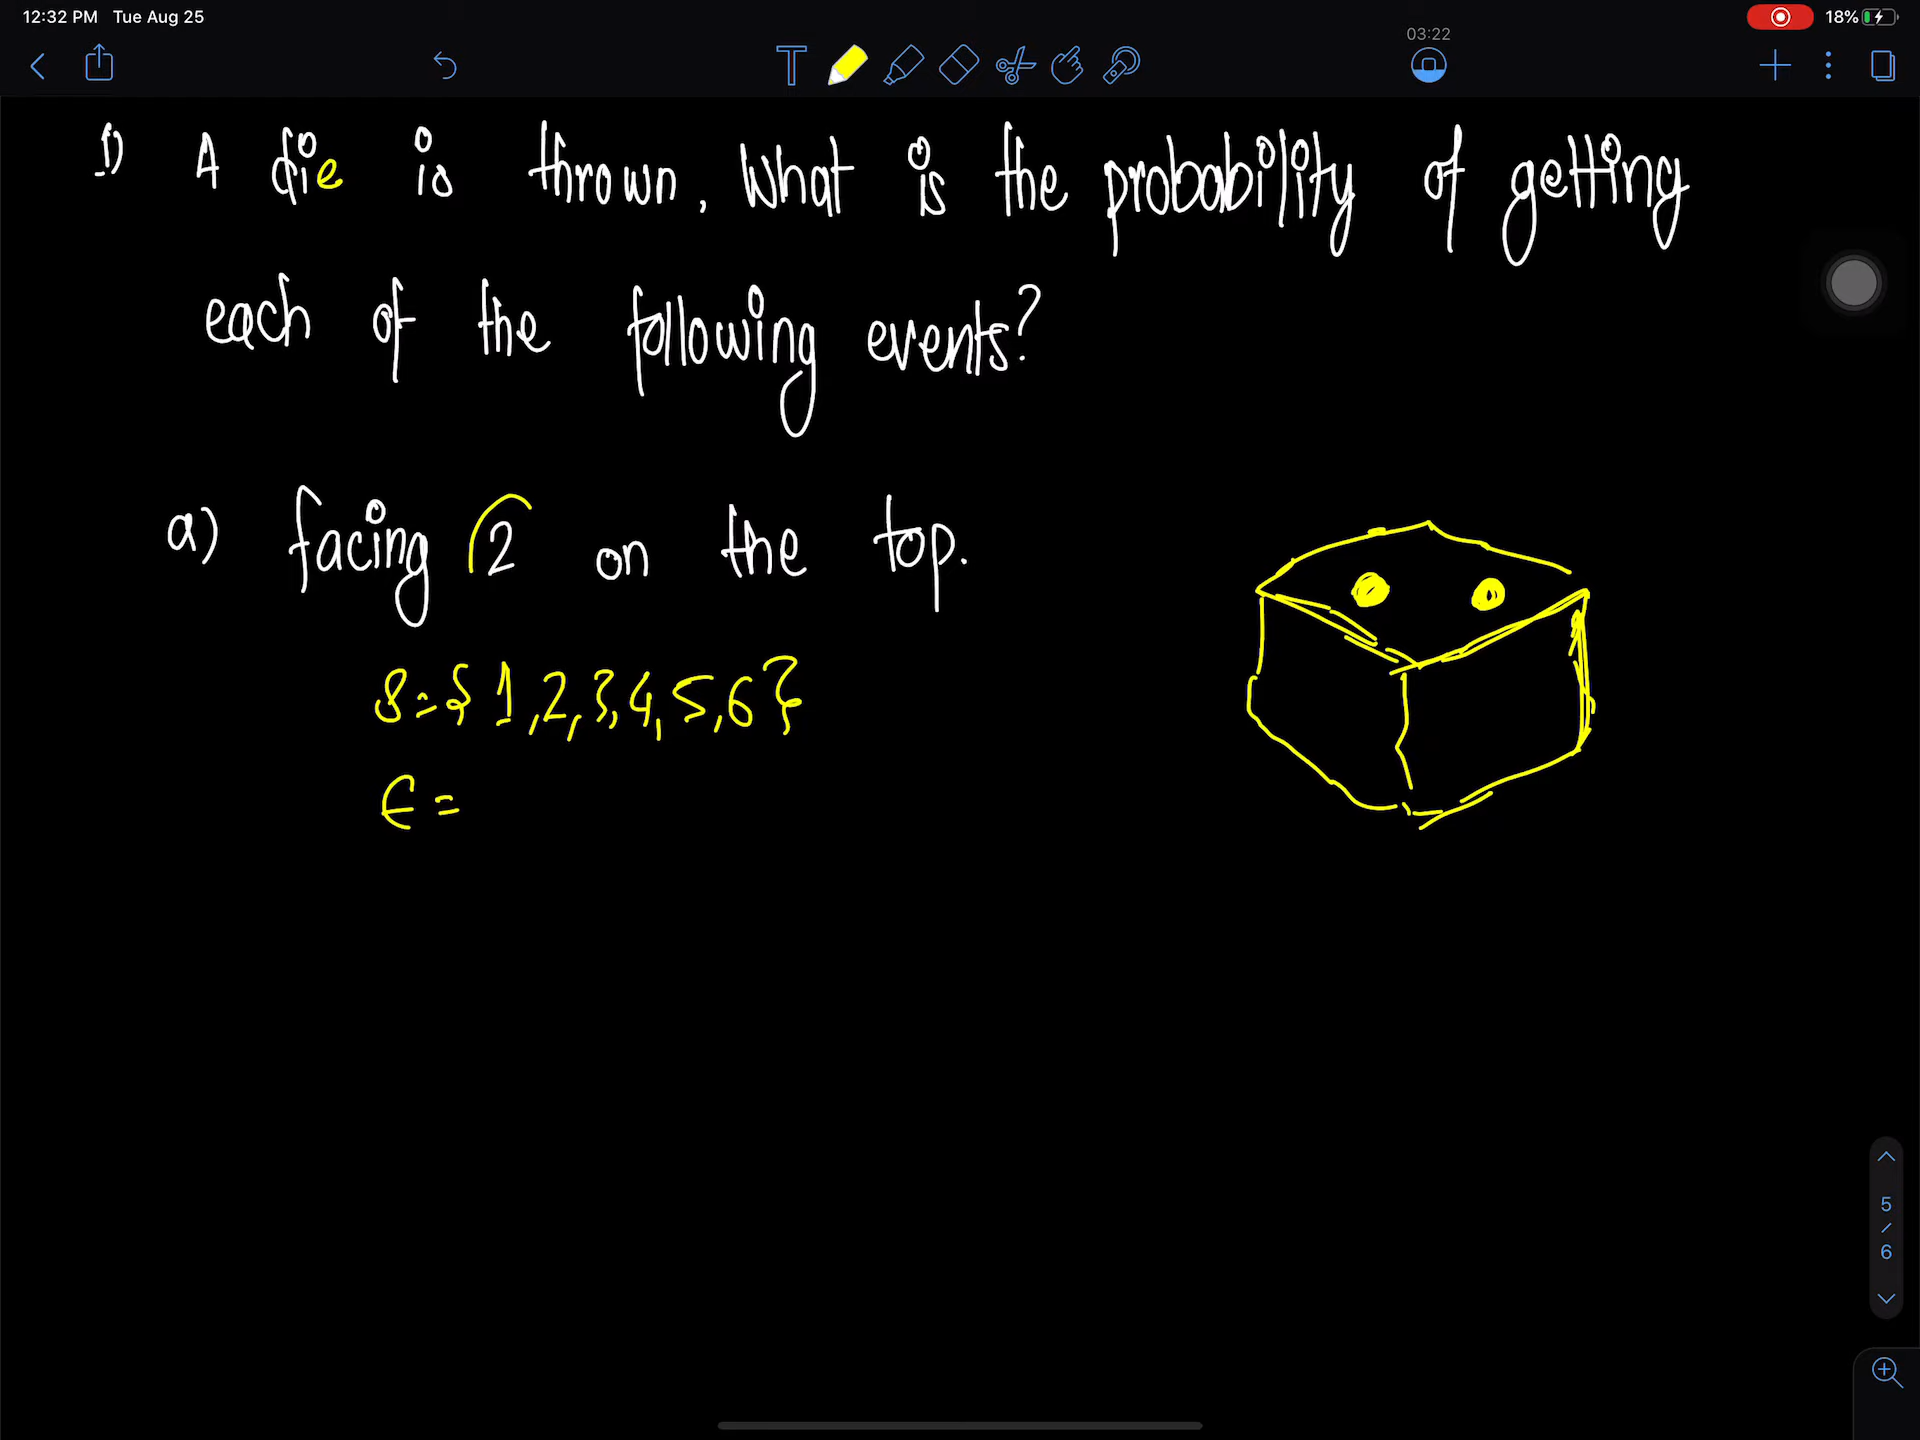 12:32 PM Tue Aug 25
18%
03:22
1) A die is thrown. What is the probability of getting
each of the following events?
a) facing 2 on the top.
S = { 1, 2, 3, 4, 5, 6 }
E =
5
/
6